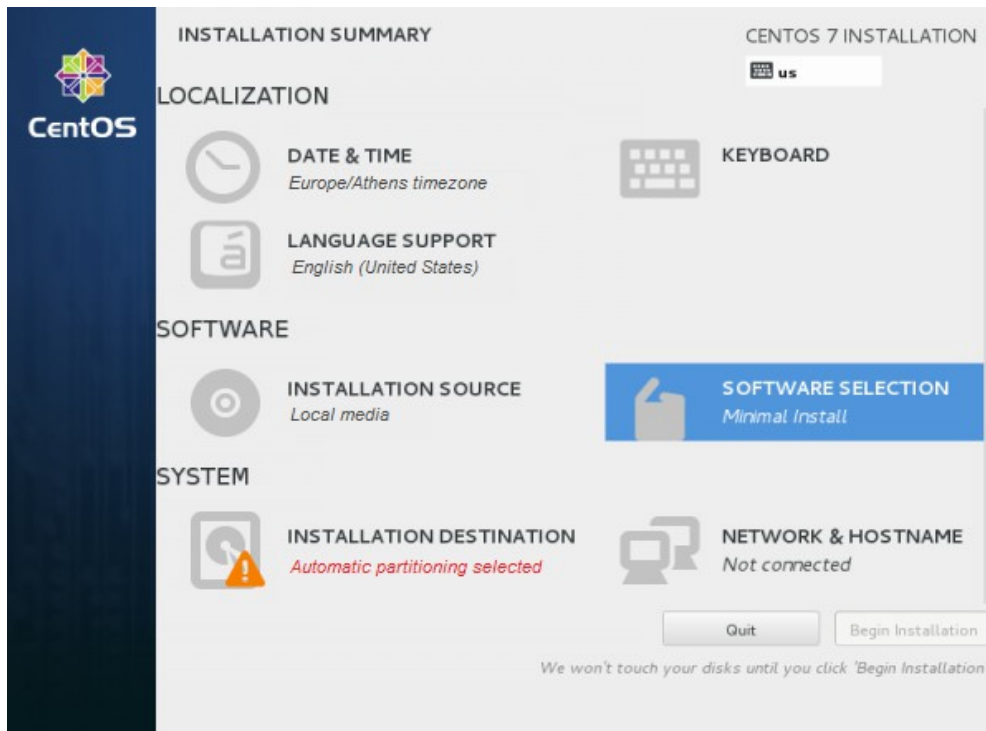 INSTALLATION SUMMARY
CENTOS 7 INSTALLATION
us
CentOS
LOCALIZATION
DATE & TIME
Europe/Athens timezone
KEYBOARD
LANGUAGE SUPPORT
English (United States)
SOFTWARE
INSTALLATION SOURCE
Local media
SOFTWARE SELECTION
Minimal Install
SYSTEM
INSTALLATION DESTINATION
Automatic partitioning selected
NETWORK & HOSTNAME
Not connected
Quit
Begin Installation
We won't touch your disks until you click 'Begin Installation